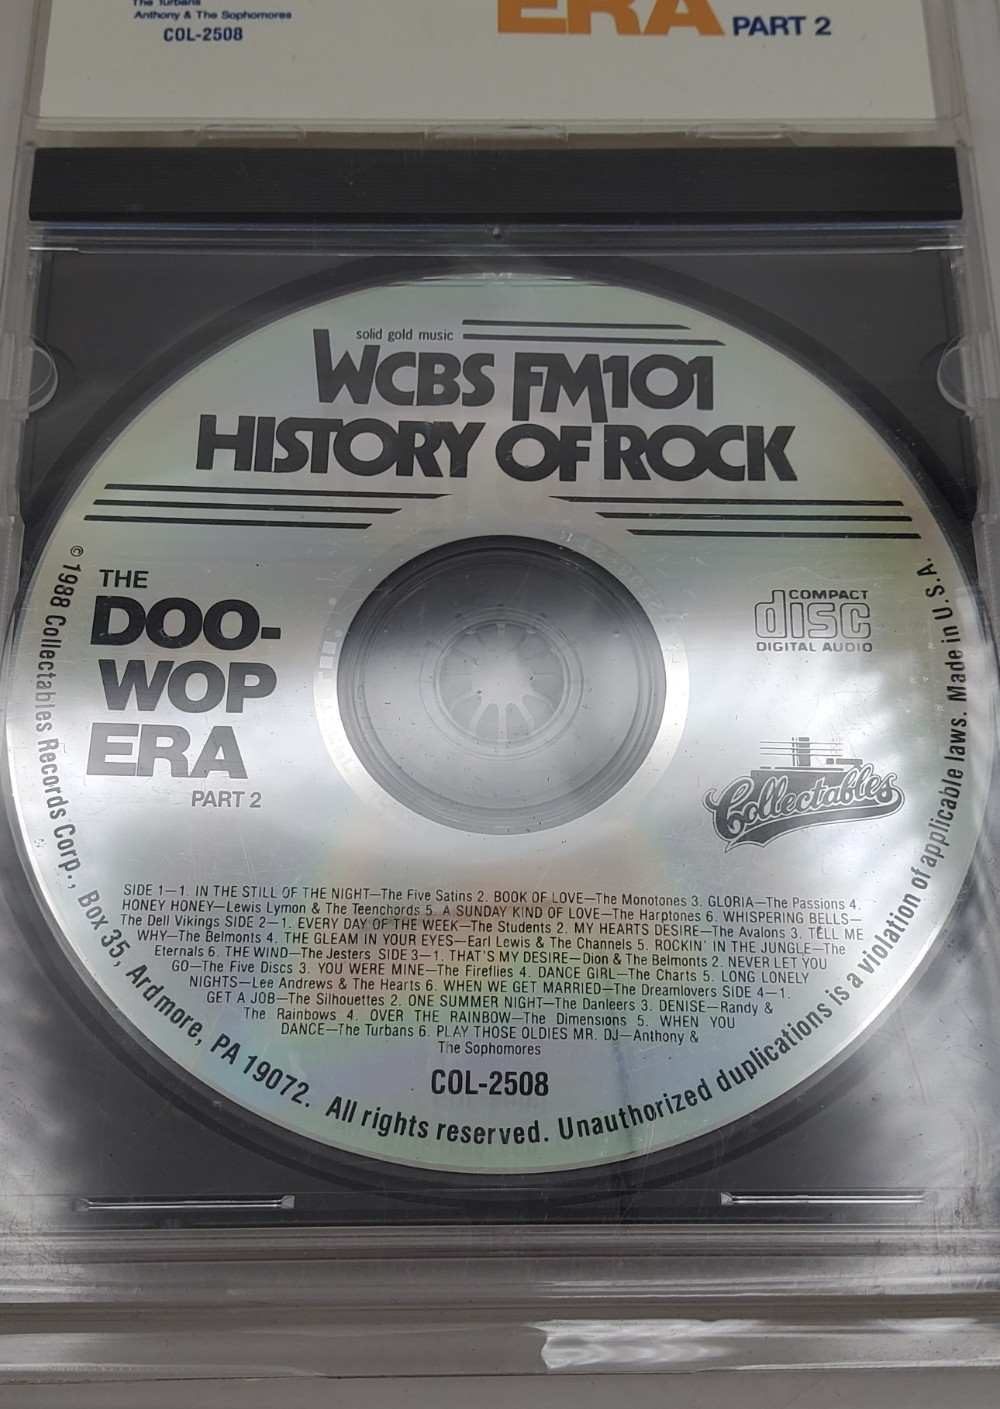 The Turbans
Anthony & The Sophomores
COL-2508
ERA PART 2
solid gold music
WCBS FM101
HISTORY OF ROCK
THE
DOO-
WOP
ERA
PART 2
COMPACT
disc
DIGITAL AUDIO
Collectables
SIDE 1—1. IN THE STILL OF THE NIGHT—The Five Satins 2. BOOK OF LOVE—The Monotones 3. GLORIA—The Passions 4.
HONEY HONEY—Lewis Lymon & The Teenchords 5. A SUNDAY KIND OF LOVE—The Harptones 6. WHISPERING BELLS—
The Dell Vikings SIDE 2—1. EVERY DAY OF THE WEEK—The Students 2. MY HEARTS DESIRE—The Avalons 3. TELL ME
WHY—The Belmonts 4. THE GLEAM IN YOUR EYES—Earl Lewis & The Channels 5. ROCKIN' IN THE JUNGLE—The
Eternals 6. THE WIND—The Jesters SIDE 3—1. THAT'S MY DESIRE—Dion & The Belmonts 2. NEVER LET YOU
GO—The Five Discs 3. YOU WERE MINE—The Fireflies 4. DANCE GIRL—The Charts 5. LONG LONELY
NIGHTS—Lee Andrews & The Hearts 6. WHEN WE GET MARRIED—The Dreamlovers SIDE 4—1.
GET A JOB—The Silhouettes 2. ONE SUMMER NIGHT—The Danleers 3. DENISE—Randy &
The Rainbows 4. OVER THE RAINBOW—The Dimensions 5. WHEN YOU
DANCE—The Turbans 6. PLAY THOSE OLDIES MR. DJ—Anthony &
The Sophomores
COL-2508
© 1988 Collectables Records Corp., Box 35, Ardmore, PA 19072. All rights reserved. Unauthorized duplications is a violation of applicable laws. Made in U.S.A.